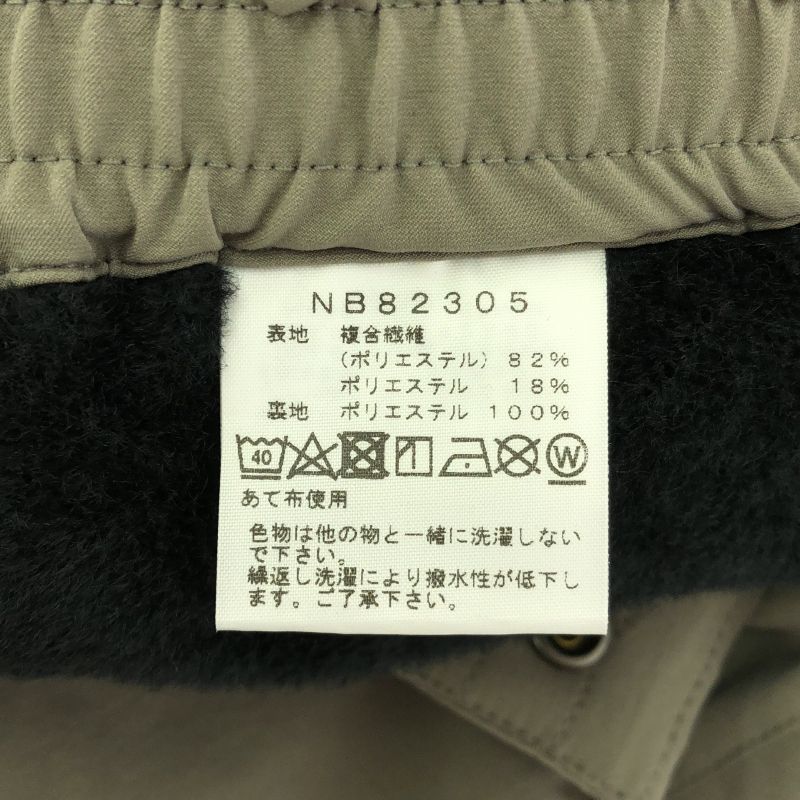 NB82305
表地 複合繊維
(ポリエステル) 82%
ポリエステル 18%
裏地 ポリエステル 100%
40 W
あて布使用
色物は他の物と一緒に洗濯しない
で下さい。
繰返し洗濯により撥水性が低下し
ます。ご了承下さい。